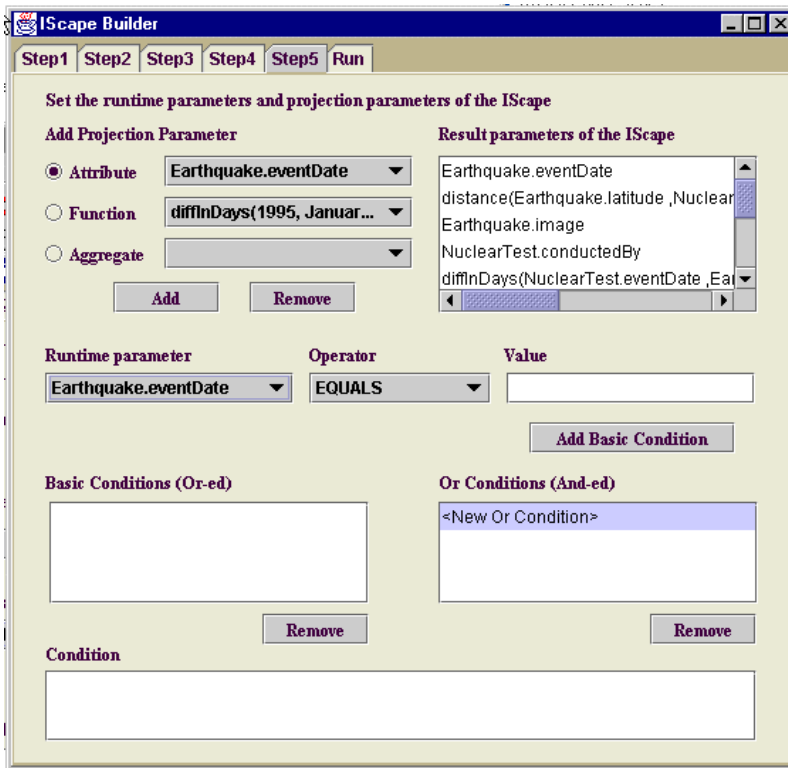 IScape Builder
Step1 Step2 Step3 Step4 Step5 Run
Set the runtime parameters and projection parameters of the IScape
Add Projection Parameter
Result parameters of the IScape
Attribute Earthquake.eventDate
Function diffInDays(1995, Januar...
Aggregate
Add Remove
Earthquake.eventDate
distance(Earthquake.latitude ,Nuclear
Earthquake.image
NuclearTest.conductedBy
diffInDays(NuclearTest.eventDate ,Ear
Runtime parameter Operator Value
Earthquake.eventDate EQUALS
Add Basic Condition
Basic Conditions (Or-ed)
Or Conditions (And-ed)
<New Or Condition>
Remove Remove
Condition